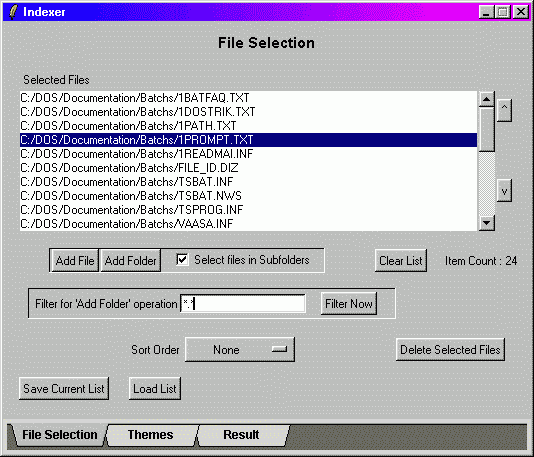 Indexer
File Selection
Selected Files
C:/DOS/Documentation/Batchs/1BATFAQ.TXT
C:/DOS/Documentation/Batchs/1DOSTRIK.TXT
C:/DOS/Documentation/Batchs/1PATH.TXT
C:/DOS/Documentation/Batchs/1PROMPT.TXT
C:/DOS/Documentation/Batchs/1README.INF
C:/DOS/Documentation/Batchs/FILE_ID.DIZ
C:/DOS/Documentation/Batchs/TSBAT.INF
C:/DOS/Documentation/Batchs/TSBAT.NWS
C:/DOS/Documentation/Batchs/TSPROG.INF
C:/DOS/Documentation/Batchs/VAASA.INF
^
v
Add File Add Folder Select files in Subfolders Clear List Item Count : 24
Filter for 'Add Folder' operation *.* Filter Now
Sort Order None Delete Selected Files
Save Current List Load List
File Selection Themes Result